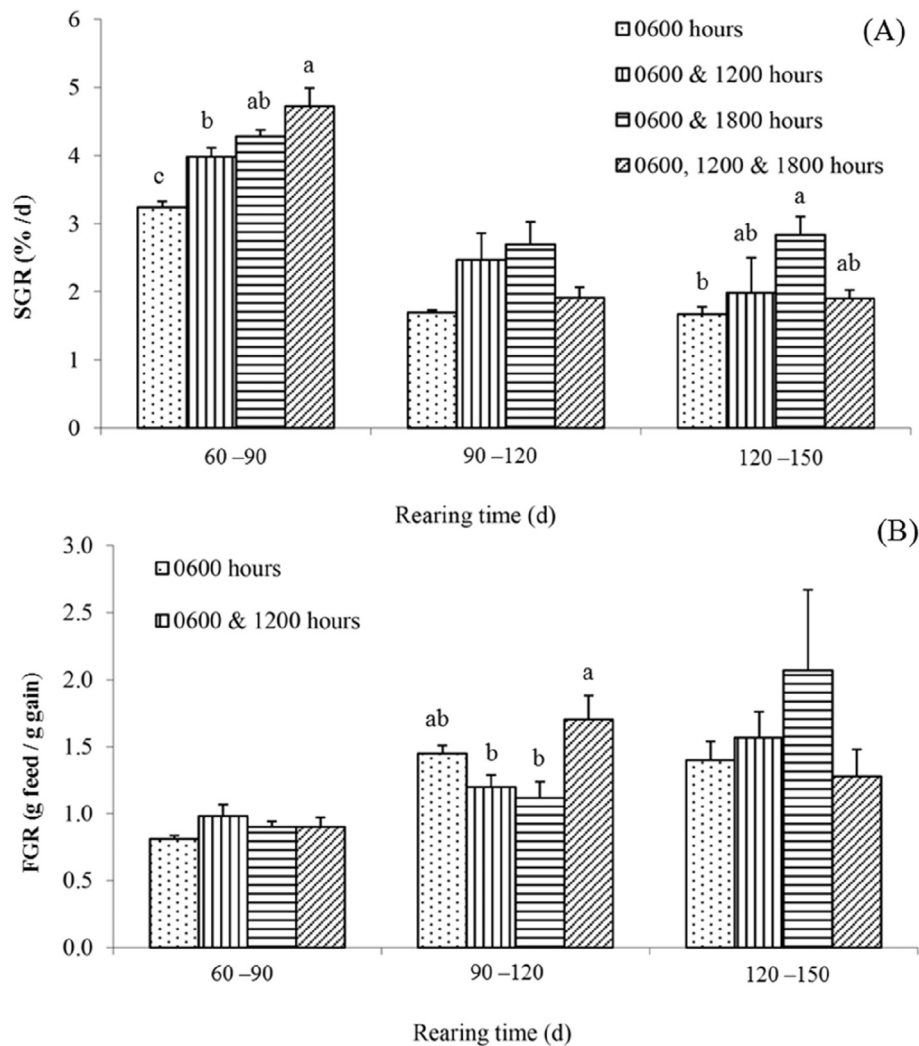 (A)
0600 hours
0600 & 1200 hours
0600 & 1800 hours
0600, 1200 & 1800 hours
SGR (% /d)
6
5
4
3
2
1
0
c
b
ab
a
b
ab
a
ab
60 –90
90 –120
120 –150
Rearing time (d)
(B)
0600 hours
0600 & 1200 hours
FGR (g feed / g gain)
3.0
2.5
2.0
1.5
1.0
0.5
0.0
ab
b
b
a
60 –90
90 –120
120 –150
Rearing time (d)